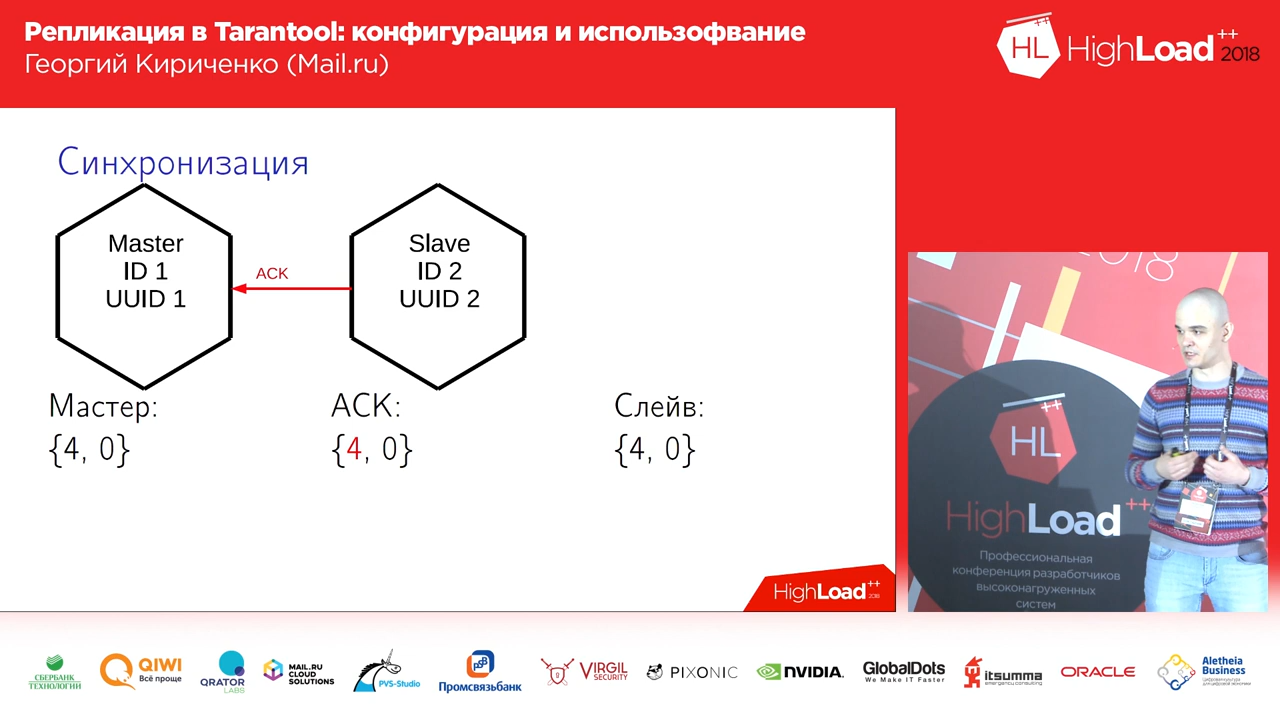 Репликация в Tarantool: конфигурация и использофвание
Георгий Кириченко (Mail.ru)
HL HighLoad++ 2018
Синхронизация
Master
ID 1
UUID 1
ACK
Slave
ID 2
UUID 2
Мастер:
{4, 0}
ACK:
{4, 0}
Слейв:
{4, 0}
HighLoad++ 2018
2018
HL++
HighLoad++
Профессиональная
конференция разработчиков
высоконагруженных
систем
СБЕРБАНК
ТЕХНОЛОГИИ
QIWI
Всё проще
QRATOR
LABS
MAIL.RU
CLOUD
SOLUTIONS
PVS-Studio
Промсвязьбанк
VIRGIL
SECURITY
PIXONIC
NVIDIA
GlobalDots
We Make IT Faster
itsumma
emergency consulting
ORACLE
Aletheia
Business